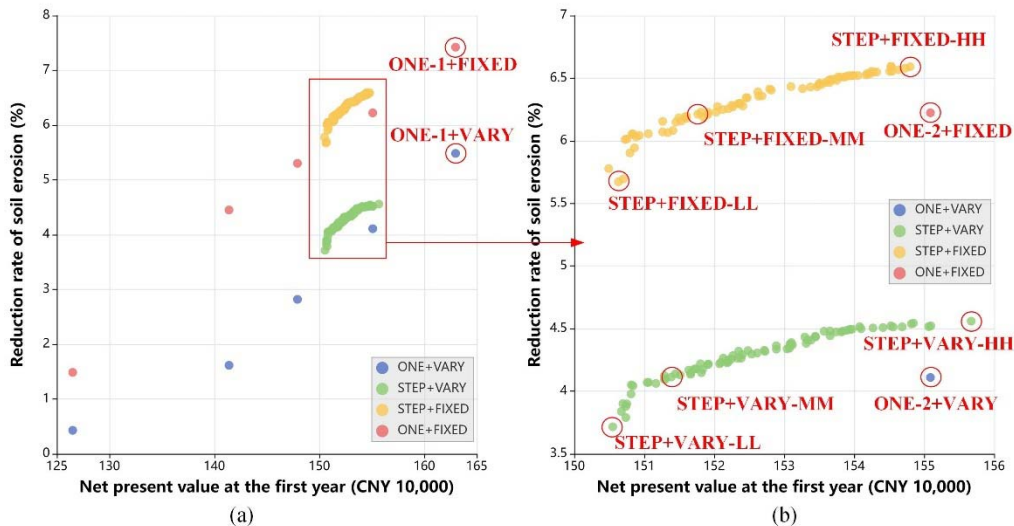 8
7
6
5
4
3
2
1
0
Reduction rate of soil erosion (%)
ONE-1+FIXED
ONE-1+VARY
ONE+VARY
STEP+VARY
STEP+FIXED
ONE+FIXED
125
140
150
160
165
Net present value at the first year (CNY 10,000)
(a)
7
6.5
6
5.5
5
4.5
4
3.5
Reduction rate of soil erosion (%)
STEP+FIXED-HH
STEP+FIXED-MM
ONE-2+FIXED
STEP+FIXED-LL
ONE+VARY
STEP+VARY
STEP+FIXED
ONE+FIXED
STEP+VARY-HH
STEP+VARY-MM
ONE-2+VARY
STEP+VARY-LL
150
151
152
153
154
155
156
Net present value at the first year (CNY 10,000)
(b)